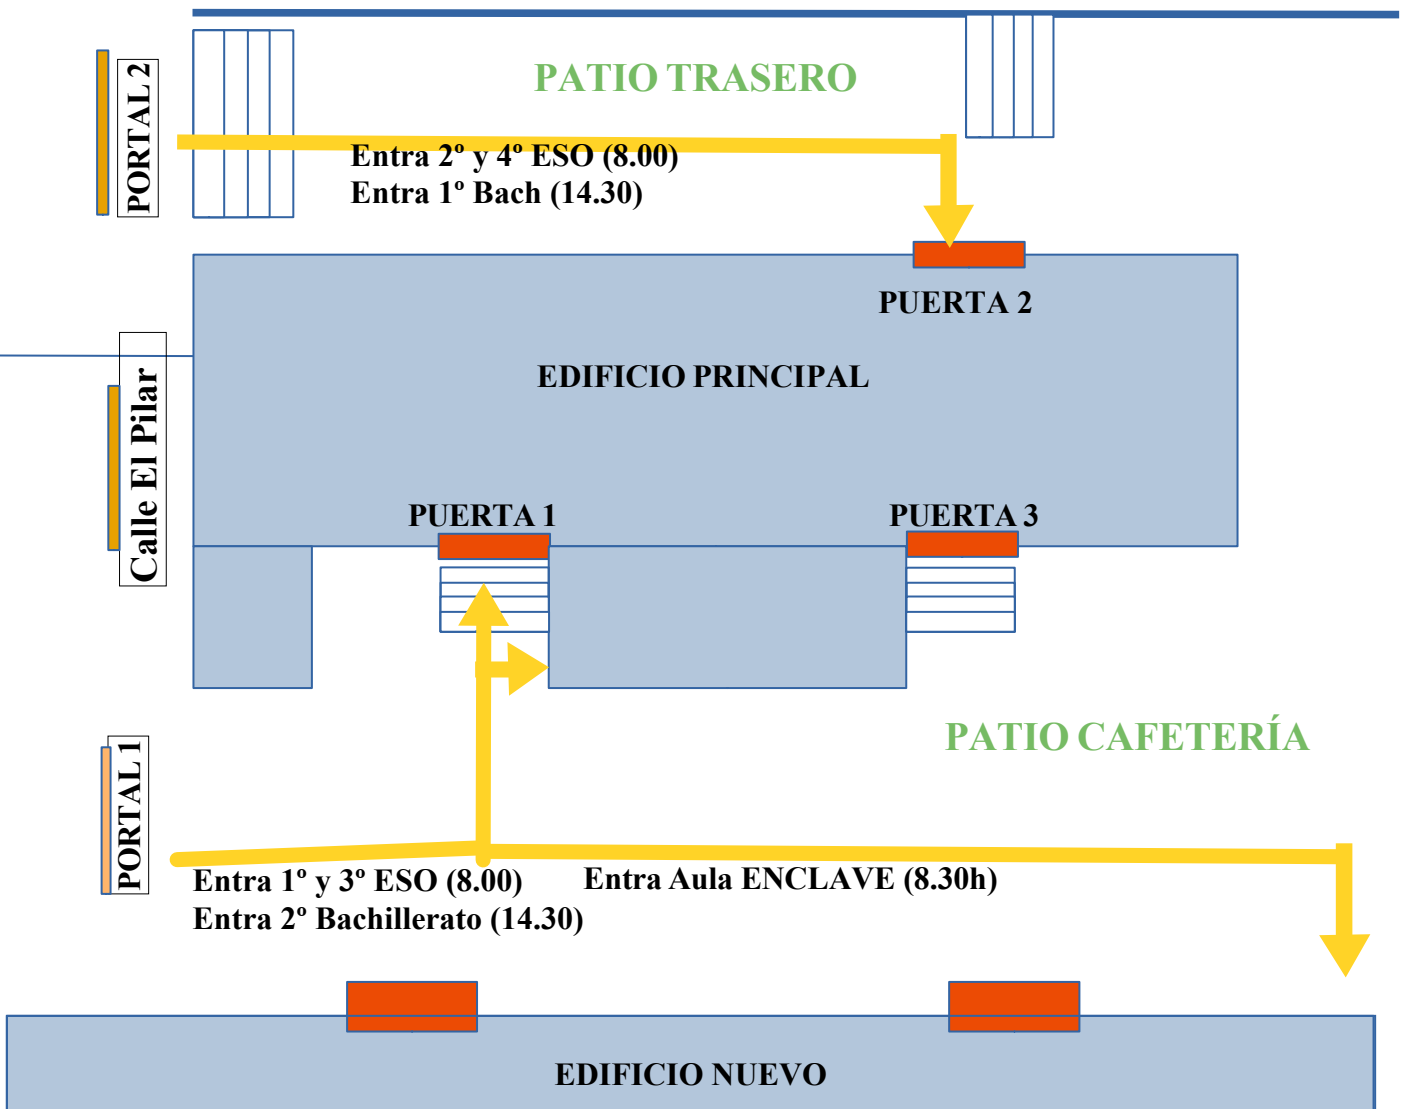 PORTAL 2
PATIO TRASERO
Entra 2º y 4º ESO (8.00)
Entra 1º Bach (14.30)
PUERTA 2
EDIFICIO PRINCIPAL
Calle El Pilar
PUERTA 1
PUERTA 3
PATIO CAFETERÍA
PORTAL 1
Entra 1º y 3º ESO (8.00)
Entra 2º Bachillerato (14.30)
Entra Aula ENCLAVE (8.30h)
EDIFICIO NUEVO